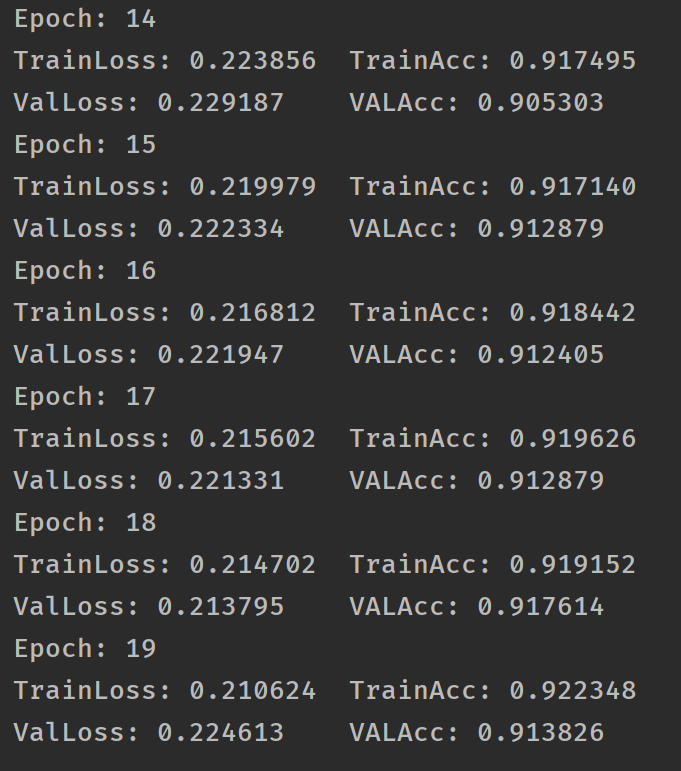 Epoch: 14
TrainLoss: 0.223856  TrainAcc: 0.917495
ValLoss: 0.229187    VALAcc: 0.905303
Epoch: 15
TrainLoss: 0.219979  TrainAcc: 0.917140
ValLoss: 0.222334    VALAcc: 0.912879
Epoch: 16
TrainLoss: 0.216812  TrainAcc: 0.918442
ValLoss: 0.221947    VALAcc: 0.912405
Epoch: 17
TrainLoss: 0.215602  TrainAcc: 0.919626
ValLoss: 0.221331    VALAcc: 0.912879
Epoch: 18
TrainLoss: 0.214702  TrainAcc: 0.919152
ValLoss: 0.213795    VALAcc: 0.917614
Epoch: 19
TrainLoss: 0.210624  TrainAcc: 0.922348
ValLoss: 0.224613    VALAcc: 0.913826